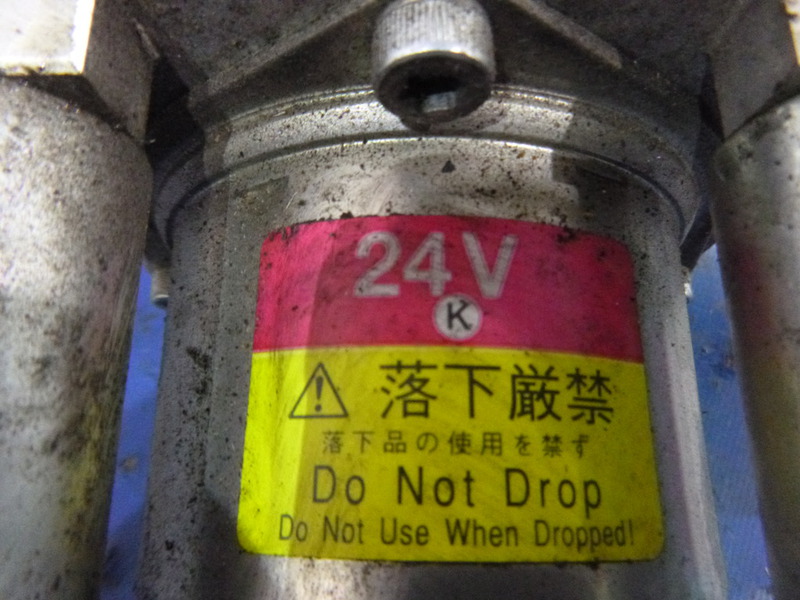 24V
K
落下厳禁
落下品の使用を禁ず
Do Not Drop
Do Not Use When Dropped!